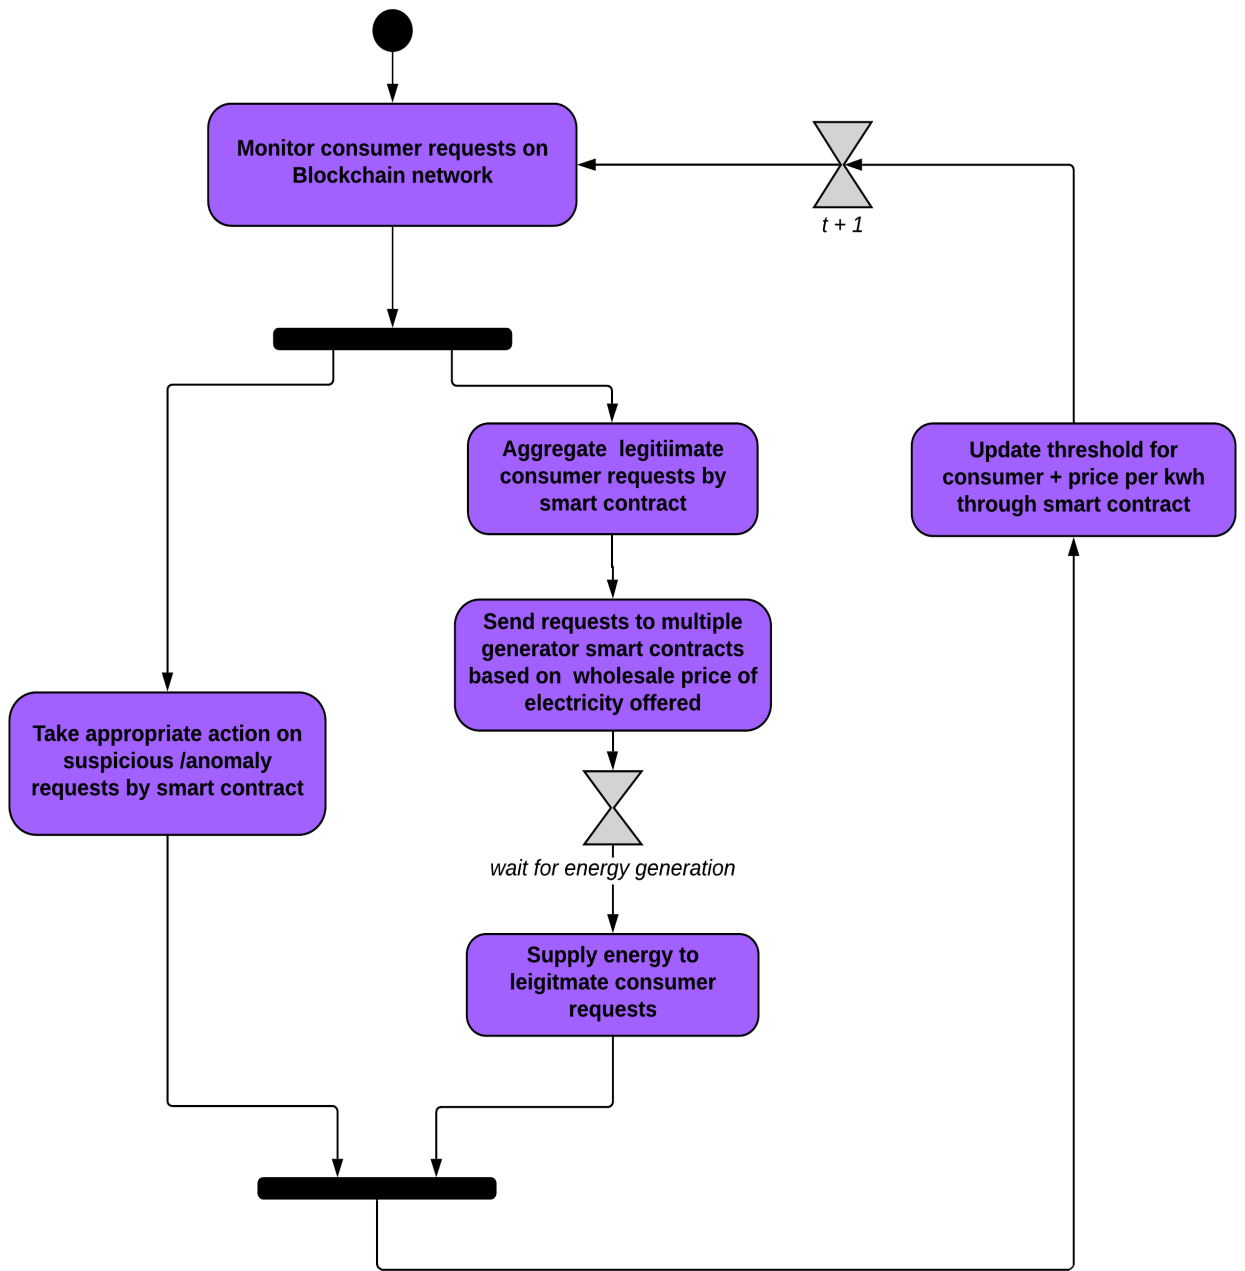 Monitor consumer requests on
Blockchain network
t + 1
Aggregate  legitiimate
consumer requests by
smart contract
Update threshold for
consumer + price per kwh
through smart contract
Send requests to multiple
generator smart contracts
based on  wholesale price of
electricity offered
Take appropriate action on
suspicious /anomaly
requests by smart contract
wait for energy generation
Supply energy to
leigitmate consumer
requests